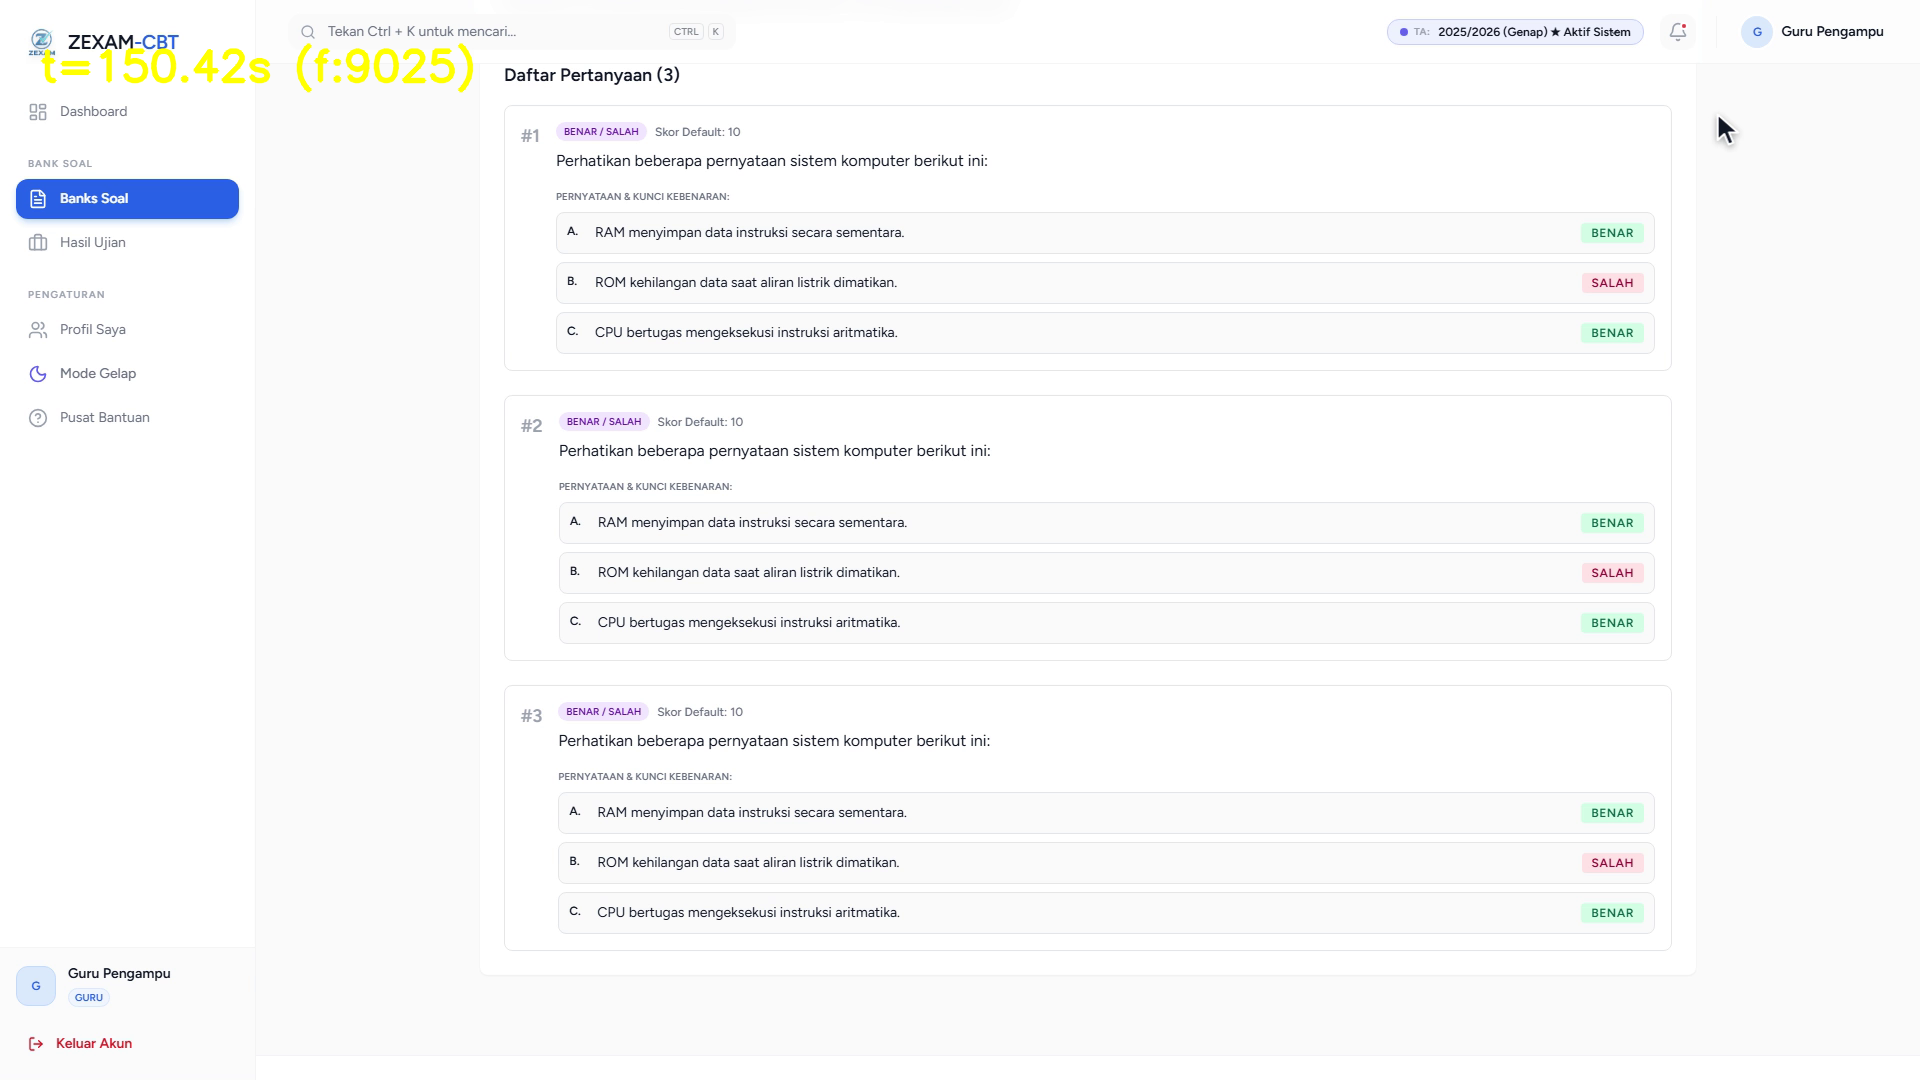 ZEXAM-CBT
ZEXAM
t=150.42s (f:9025)
Tekan Ctrl + K untuk mencari...
CTRL K
TA: 2025/2026 (Genap) ★ Aktif Sistem
G
Guru Pengampu
Dashboard
BANK SOAL
Banks Soal
Hasil Ujian
PENGATURAN
Profil Saya
Mode Gelap
Pusat Bantuan
G
Guru Pengampu
GURU
Keluar Akun
Daftar Pertanyaan (3)
#1
BENAR / SALAH Skor Default: 10
Perhatikan beberapa pernyataan sistem komputer berikut ini:
PERNYATAAN & KUNCI KEBENARAN:
A. RAM menyimpan data instruksi secara sementara. BENAR
B. ROM kehilangan data saat aliran listrik dimatikan. SALAH
C. CPU bertugas mengeksekusi instruksi aritmatika. BENAR
#2
BENAR / SALAH Skor Default: 10
Perhatikan beberapa pernyataan sistem komputer berikut ini:
PERNYATAAN & KUNCI KEBENARAN:
A. RAM menyimpan data instruksi secara sementara. BENAR
B. ROM kehilangan data saat aliran listrik dimatikan. SALAH
C. CPU bertugas mengeksekusi instruksi aritmatika. BENAR
#3
BENAR / SALAH Skor Default: 10
Perhatikan beberapa pernyataan sistem komputer berikut ini:
PERNYATAAN & KUNCI KEBENARAN:
A. RAM menyimpan data instruksi secara sementara. BENAR
B. ROM kehilangan data saat aliran listrik dimatikan. SALAH
C. CPU bertugas mengeksekusi instruksi aritmatika. BENAR